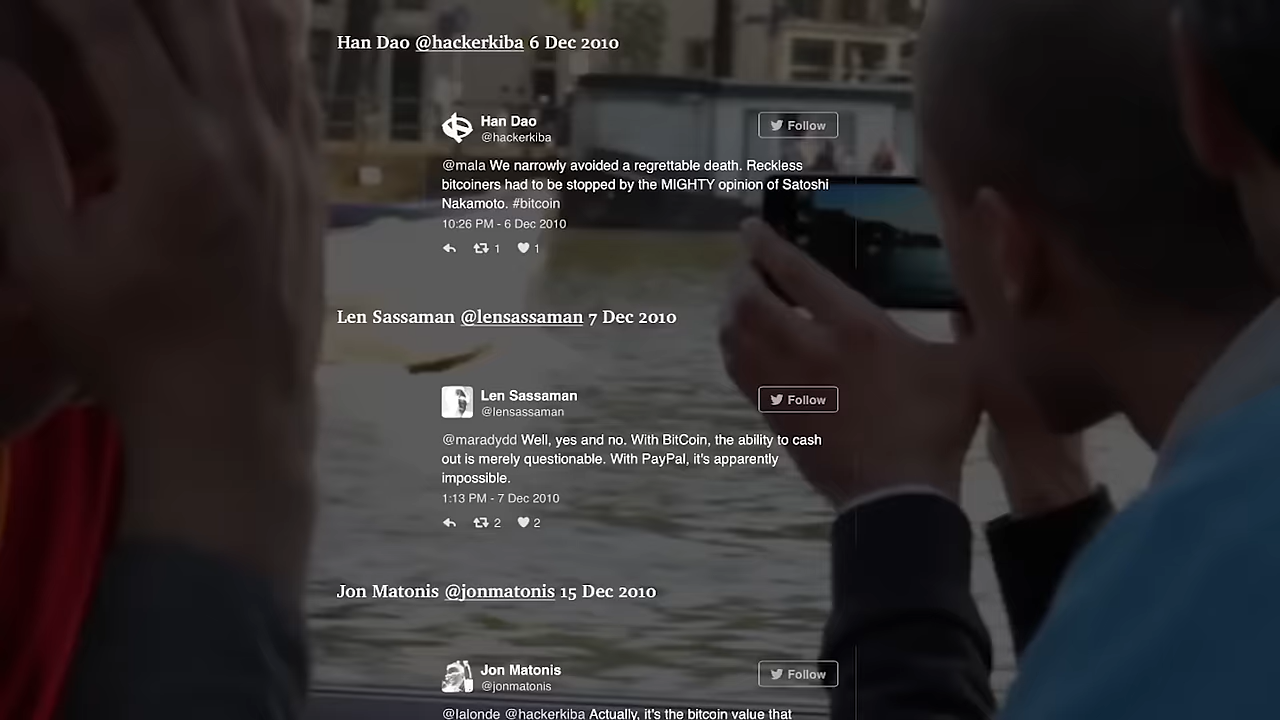 Han Dao @hackerkiba 6 Dec 2010
Han Dao
@hackerkiba
Follow
@mala We narrowly avoided a regrettable death. Reckless
bitcoiners had to be stopped by the MIGHTY opinion of Satoshi
Nakamoto. #bitcoin
10:26 PM - 6 Dec 2010
1 1
Len Sassaman @lensassaman 7 Dec 2010
Len Sassaman
@lensassaman
Follow
@maradydd Well, yes and no. With BitCoin, the ability to cash
out is merely questionable. With PayPal, it's apparently
impossible.
1:13 PM - 7 Dec 2010
2 2
Jon Matonis @jonmatonis 15 Dec 2010
Jon Matonis
@jonmatonis
Follow
@lalonde @hackerkiba Actually, it's the bitcoin value that